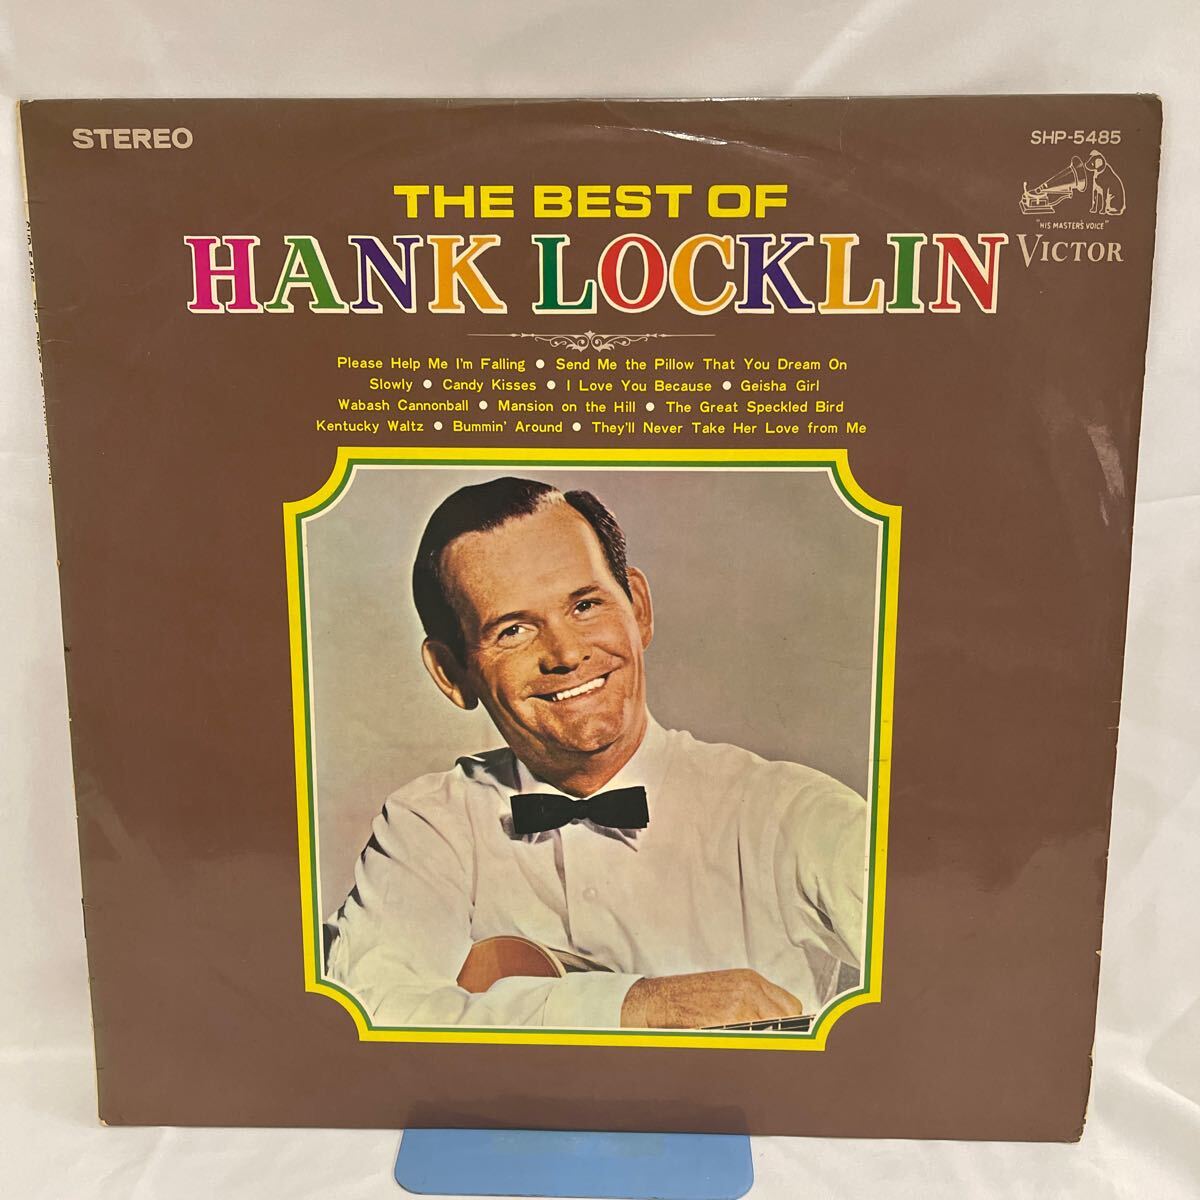 STEREO
SHP-5485
"HIS MASTER'S VOICE"
VICTOR
THE BEST OF
HANK LOCKLIN
Please Help Me I'm Falling ● Send Me the Pillow That You Dream On
Slowly ● Candy Kisses ● I Love You Because ● Geisha Girl
Wabash Cannonball ● Mansion on the Hill ● The Great Speckled Bird
Kentucky Waltz ● Bummin' Around ● They'll Never Take Her Love from Me